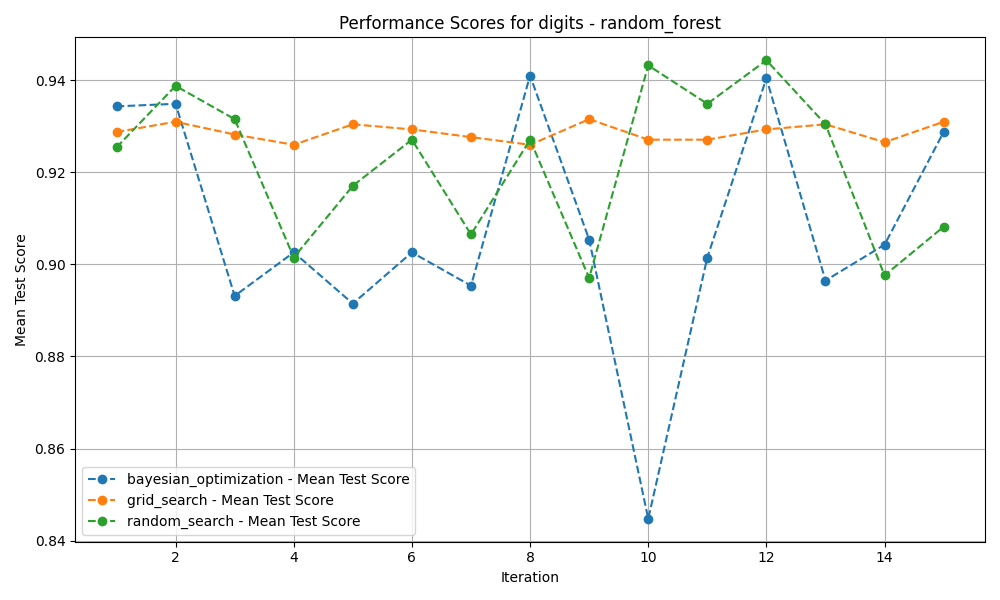 Performance Scores for digits - random_forest
Mean Test Score
0.94
0.92
0.90
0.88
0.86
0.84
bayesian_optimization - Mean Test Score
grid_search - Mean Test Score
random_search - Mean Test Score
2 4 6 8 10 12 14
Iteration